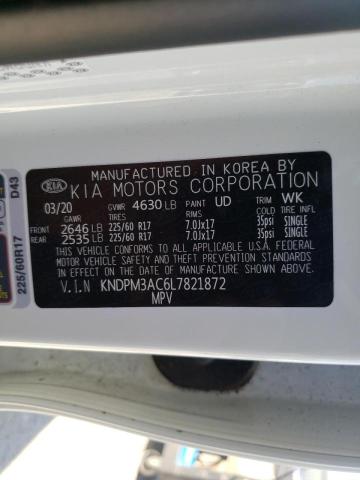 MANUFACTURED IN KOREA BY
KIA KIA MOTORS CORPORATION
03/20 GVWR 4630 LB PAINT UD TRIM WK
GAWR TIRES RIMS COLD TIRE INFL
FRONT 2646 LB 225/60 R17 7.0Jx17 35psi SINGLE
REAR 2535 LB 225/60 R17 7.0Jx17 35psi SINGLE
THIS VEHICLE CONFORMS TO ALL APPLICABLE U.S.A. FEDERAL
MOTOR VEHICLE SAFETY, BUMPER, AND THEFT PREVENTION STANDARDS
IN EFFECT ON THE DATE OF MANUFACTURE SHOWN ABOVE.
V.I.N KNDPM3AC6L7821872
MPV
225/60R17 D43